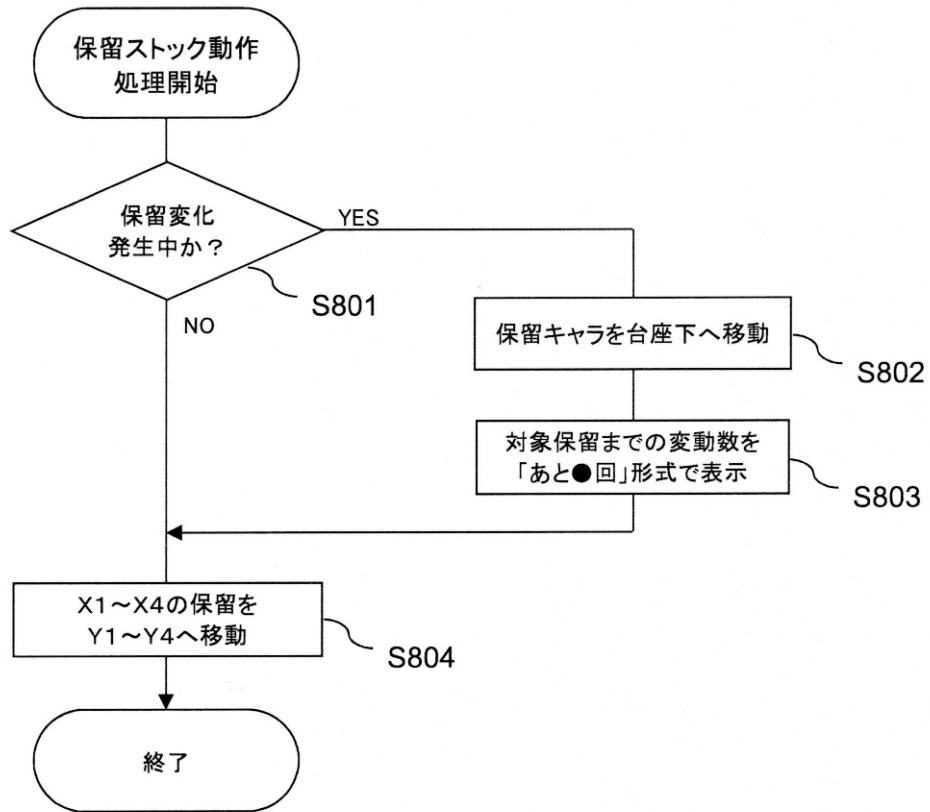 保留ストック動作
処理開始
保留変化
発生中か？
YES
S801
NO
保留キャラを台座下へ移動
S802
対象保留までの変動数を
「あと●回」形式で表示
S803
X1～X4の保留を
Y1～Y4へ移動
S804
終了